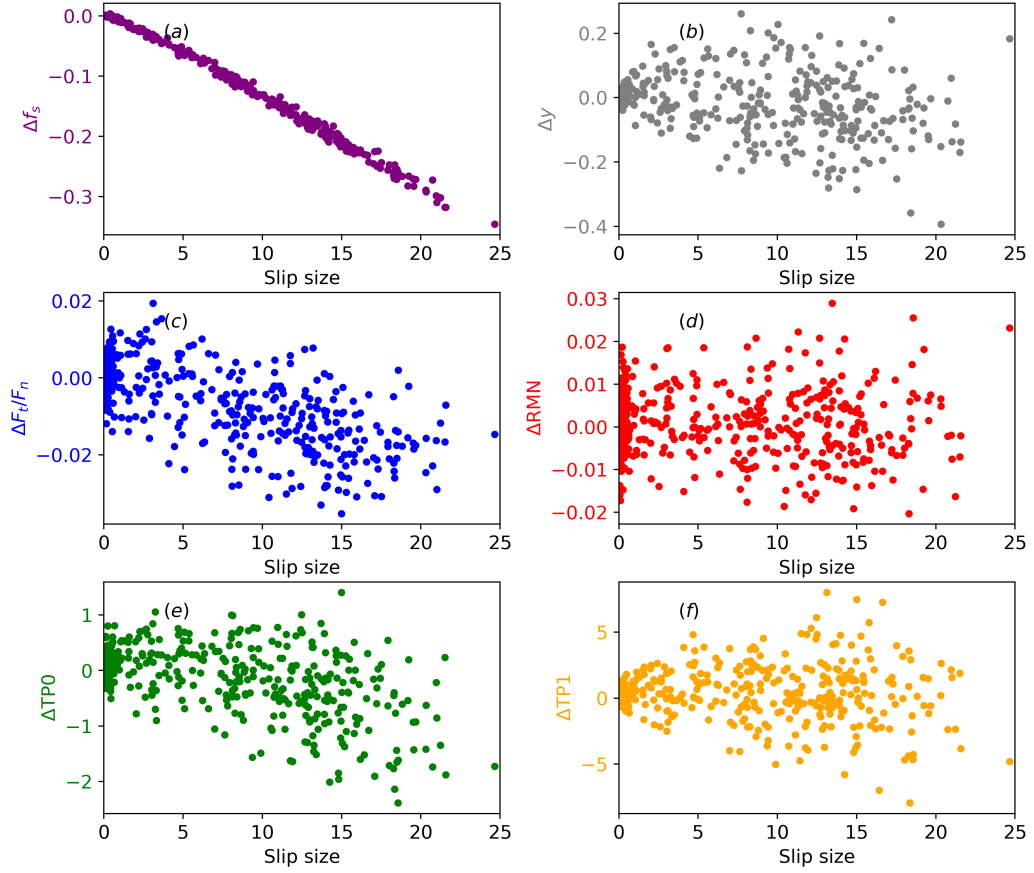 (a)
Δf_s
0.0
−0.1
−0.2
−0.3
0 5 10 15 20 25
Slip size
(b)
Δy
0.2
0.0
−0.2
−0.4
0 5 10 15 20 25
Slip size
(c)
ΔF_t/F_n
0.02
0.00
−0.02
0 5 10 15 20 25
Slip size
(d)
ΔRMN
0.03
0.02
0.01
0.00
−0.01
−0.02
0 5 10 15 20 25
Slip size
(e)
ΔTP0
1
0
−1
−2
0 5 10 15 20 25
Slip size
(f)
ΔTP1
5
0
−5
0 5 10 15 20 25
Slip size